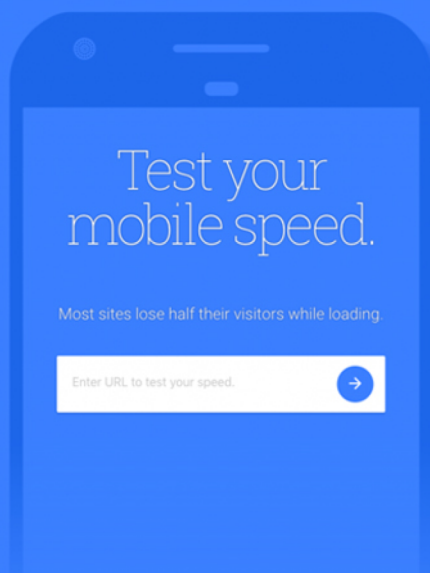 Test your
mobile speed.
Most sites lose half their visitors while loading.
Enter URL to test your speed.